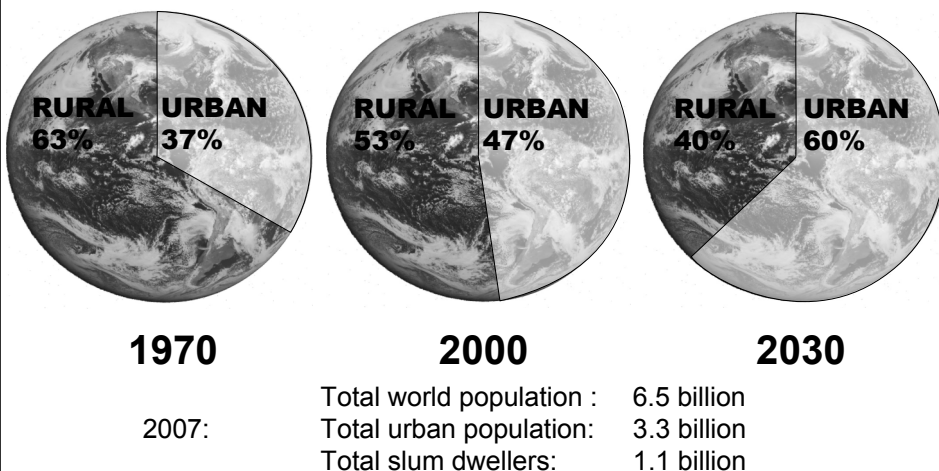 RURAL URBAN
63% 37%
RURAL URBAN
53% 47%
RURAL URBAN
40% 60%
1970
2000
2030
2007:
Total world population : 6.5 billion
Total urban population: 3.3 billion
Total slum dwellers: 1.1 billion